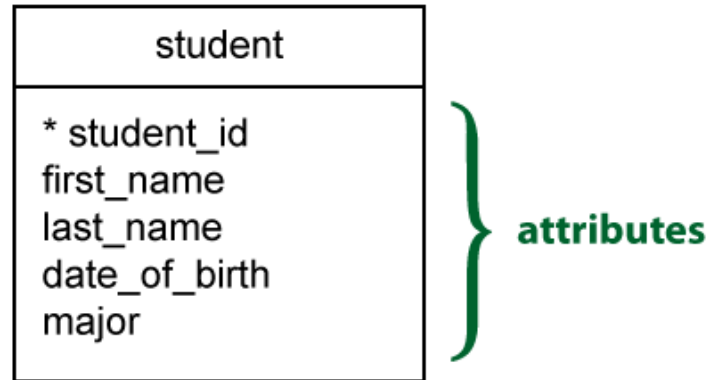 student
* student_id
first_name
last_name
date_of_birth
major
attributes